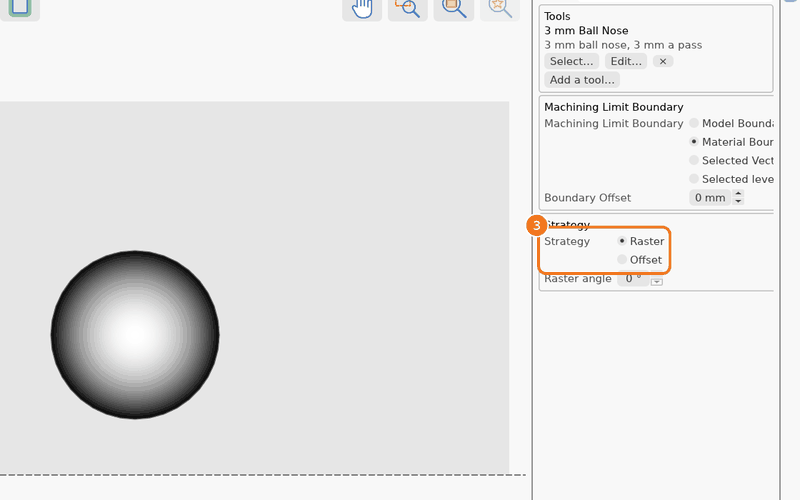 Tools
3 mm Ball Nose
3 mm ball nose, 3 mm a pass
Select... Edit... ×
Add a tool...
Machining Limit Boundary
Machining Limit Boundary Model Bounda
Material Bour
Selected Vect
Selected leve
Boundary Offset 0 mm
3 Strategy
Strategy Raster
Offset
Raster angle 0 °